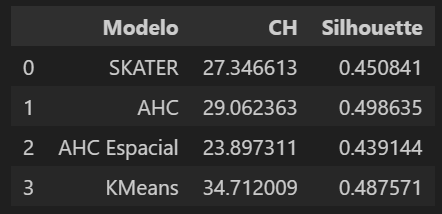 Modelo CH Silhouette
0 SKATER 27.346613 0.450841
1 AHC 29.062363 0.498635
2 AHC Espacial 23.897311 0.439144
3 KMeans 34.712009 0.487571